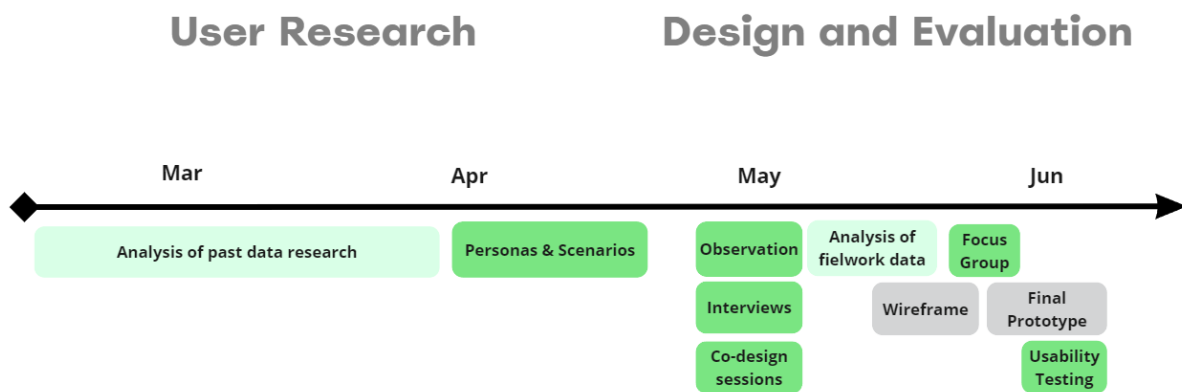 User Research
Design and Evaluation
Mar
Apr
May
Jun
Analysis of past data research
Personas & Scenarios
Observation
Analysis of
fielwork data
Focus
Group
Interviews
Wireframe
Final
Prototype
Co-design
sessions
Usability
Testing